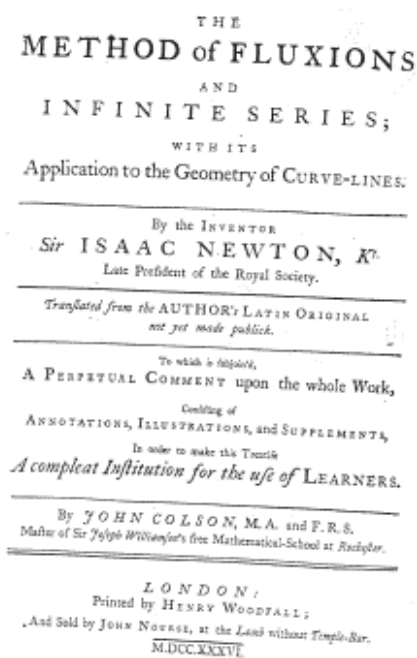 THE
METHOD of FLUXIONS
AND
INFINITE SERIES;
WITH ITS
Application to the Geometry of CURVE-LINES.
By the INVENTOR
Sir ISAAC NEWTON, Kt.
Late Preſident of the Royal Society.
Tranſlated from the AUTHOR's LATIN ORIGINAL
not yet made publick.
To which is ſubjoin'd,
A PERPETUAL COMMENT upon the whole Work,
Conſiſting of
ANNOTATIONS, ILLUSTRATIONS, and SUPPLEMENTS,
In order to make this Treatiſe
A compleat Inſtitution for the uſe of LEARNERS.
By JOHN COLSON, M.A. and F.R.S.
Maſter of Sir Joſeph Williamſon's free Mathematical-School at Rocheſter.
LONDON:
Printed by HENRY WOODFALL;
And Sold by JOHN NOURSE, at the Lamb without Temple-Bar.
M.DCC.XXXVI.